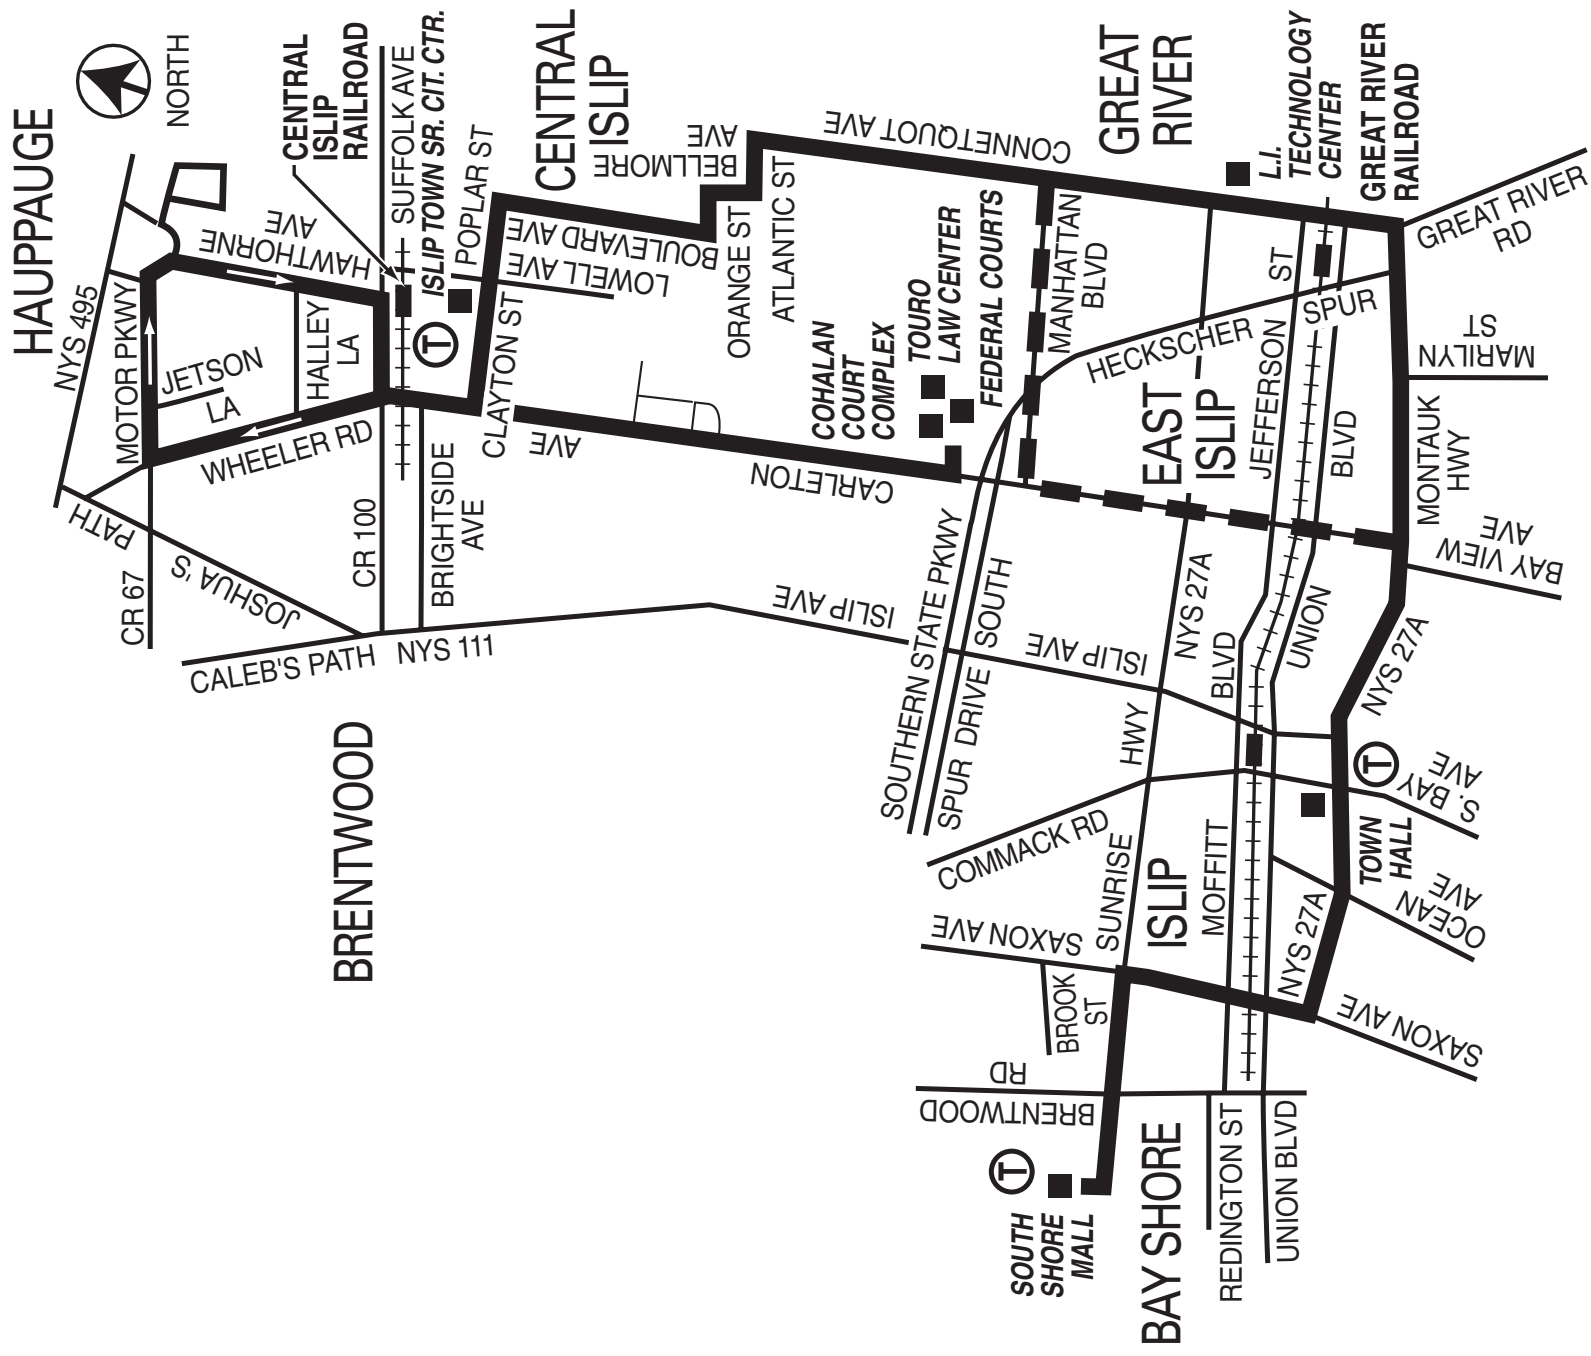 HAUPPAUGE
NORTH
NYS 495
MOTOR PKWY
HAWTHORNE
AVE
JETSON
LA
HALLEY
LA
WHEELER RD
CR 67
JOSHUA'S
PATH
CR 100
CALEB'S PATH
NYS 111
CENTRAL
ISLIP
RAILROAD
SUFFOLK AVE
ISLIP TOWN SR. CIT. CTR.
T
POPLAR ST
BRIGHTSIDE
AVE
CLAYTON ST
CENTRAL
ISLIP
BOULEVARD AVE
LOWELL AVE
BELLMORE
AVE
ORANGE ST
ATLANTIC ST
CONNETQUOT AVE
CARLETON
AVE
BRENTWOOD
COHALAN
COURT
COMPLEX
TOURO
LAW CENTER
FEDERAL COURTS
MANHATTAN
BLVD
GREAT
RIVER
L.I.
TECHNOLOGY
CENTER
GREAT RIVER
RAILROAD
GREAT RIVER
RD
HECKSCHER
SPUR
EAST
ISLIP
JEFFERSON
ST
BLVD
MARILYN
ST
MONTAUK
HWY
BAY VIEW
AVE
ISLIP AVE
SOUTHERN STATE PKWY
SOUTH
SPUR DRIVE
ISLIP AVE
NYS 27A
BLVD
UNION
NYS 27A
HWY
COMMACK RD
SUNRISE
ISLIP
MOFFITT
T
S. BAY
AVE
TOWN
HALL
OCEAN
AVE
NYS 27A
SAXON AVE
SAXON AVE
BROOK
ST
BRENTWOOD
RD
T
SOUTH
SHORE
MALL
BAY SHORE
REDINGTON ST
UNION BLVD